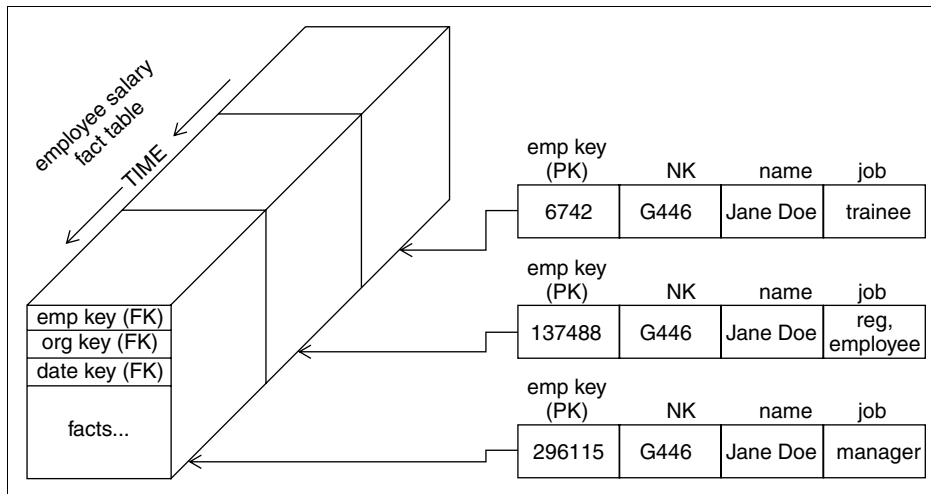 employee salary
fact table
TIME
emp key (FK)
org key (FK)
date key (FK)
facts...
emp key
(PK) NK name job
6742 G446 Jane Doe trainee
emp key
(PK) NK name job
137488 G446 Jane Doe reg,
employee
emp key
(PK) NK name job
296115 G446 Jane Doe manager